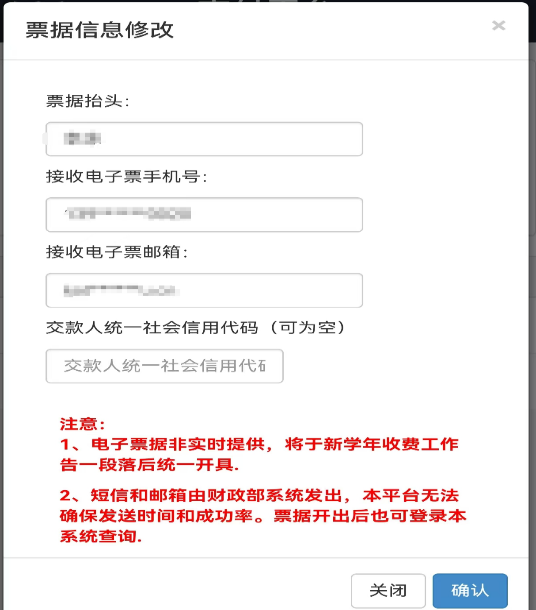 票据信息修改
×
票据抬头:
接收电子票手机号:
接收电子票邮箱:
交款人统一社会信用代码（可为空）
交款人统一社会信用代码
注意:
1、电子票据非实时提供，将于新学年收费工作
告一段落后统一开具.
2、短信和邮箱由财政部系统发出，本平台无法
确保发送时间和成功率。票据开出后也可登录本
系统查询.
关闭 确认